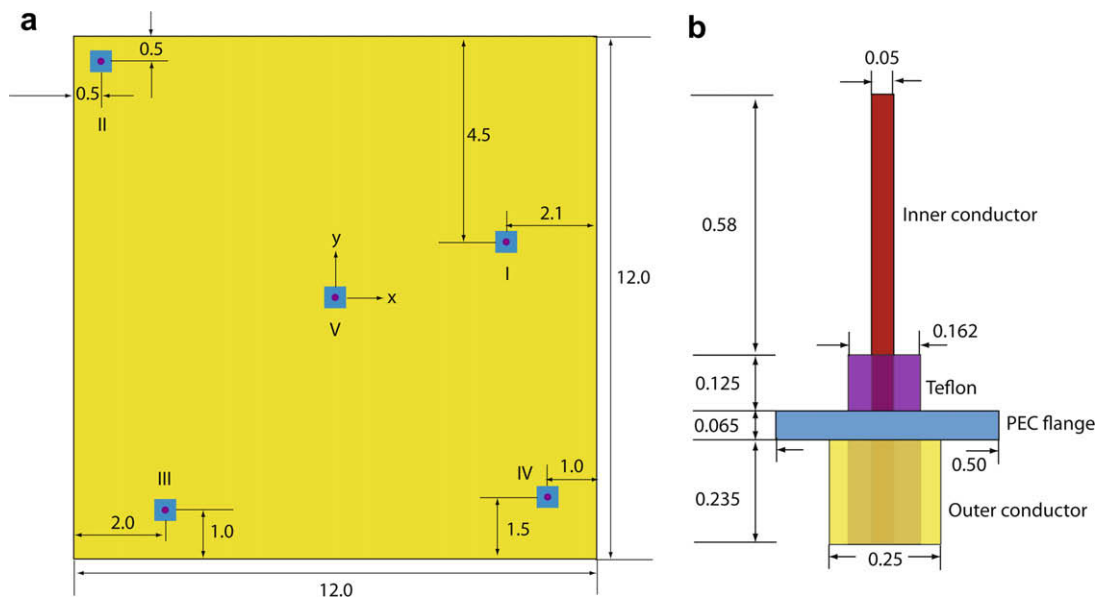 a
0.5
0.5
II
4.5
2.1
I
y
x
V
12.0
III
2.0
1.0
IV
1.0
1.5
12.0
b
0.05
0.58
Inner conductor
0.162
0.125
Teflon
0.065
PEC flange
0.50
0.235
Outer conductor
0.25